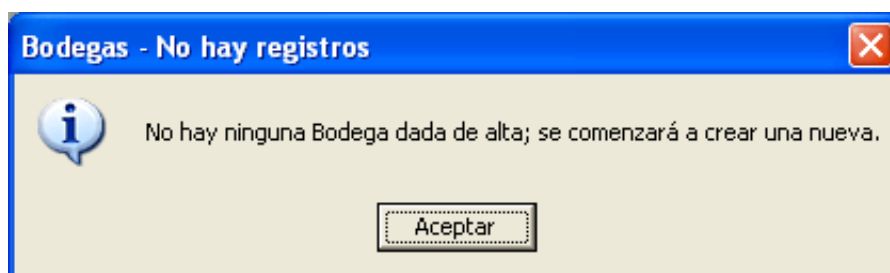 Bodegas - No hay registros
No hay ninguna Bodega dada de alta; se comenzará a crear una nueva.
Aceptar